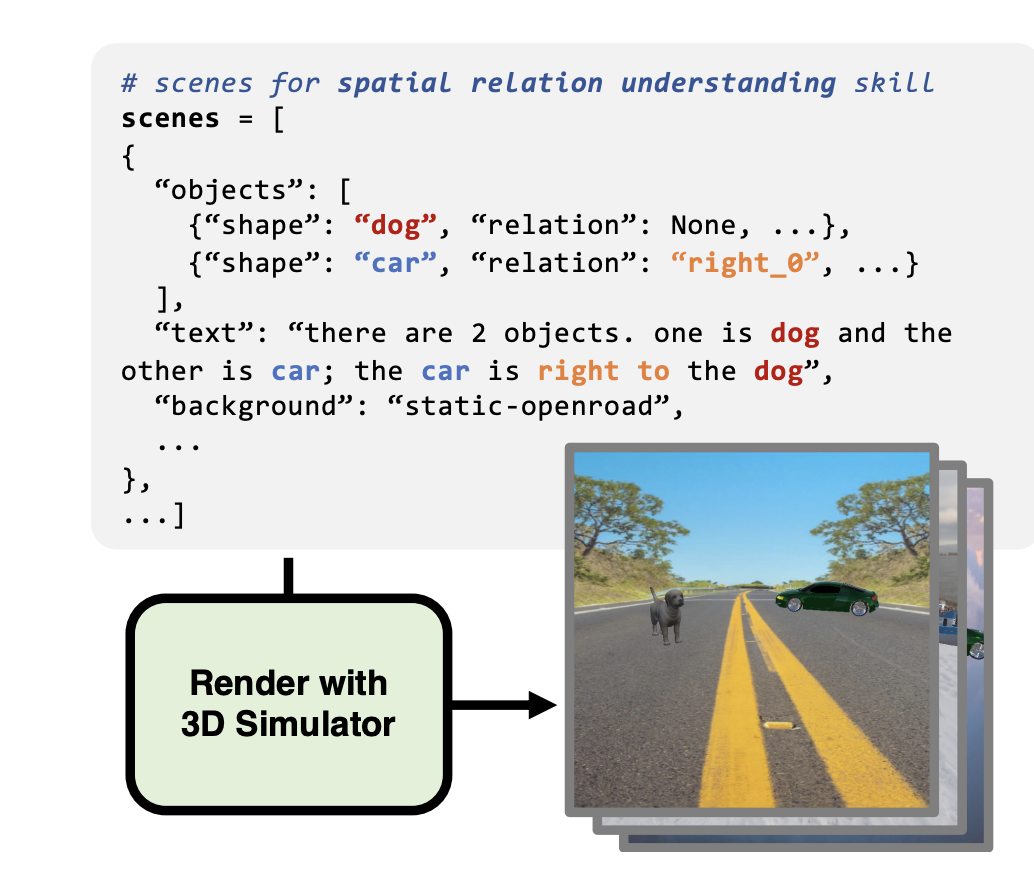 # scenes for spatial relation understanding skill
scenes = [
{
“objects”: [
{“shape”: “dog”, “relation”: None, ...},
{“shape”: “car”, “relation”: “right_0”, ...}
],
“text”: “there are 2 objects. one is dog and the
other is car; the car is right to the dog”,
“background”: “static-openroad”,
...
},
...]
Render with
3D Simulator